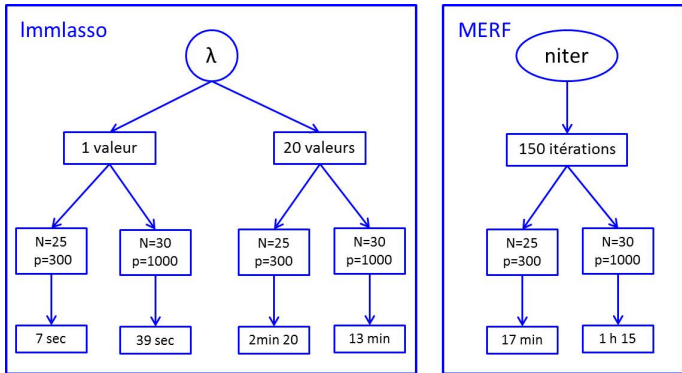 lmmlasso
λ
1 valeur
20 valeurs
N=25
p=300
N=30
p=1000
N=25
p=300
N=30
p=1000
7 sec
39 sec
2min 20
13 min
MERF
niter
150 itérations
N=25
p=300
N=30
p=1000
17 min
1 h 15